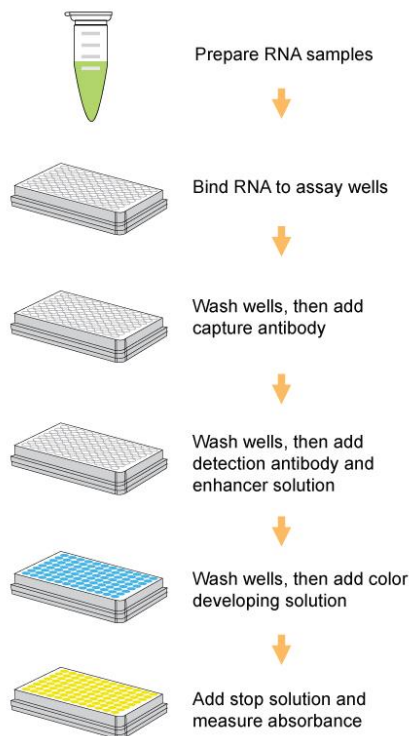 Prepare RNA samples
Bind RNA to assay wells
Wash wells, then add
capture antibody
Wash wells, then add
detection antibody and
enhancer solution
Wash wells, then add color
developing solution
Add stop solution and
measure absorbance